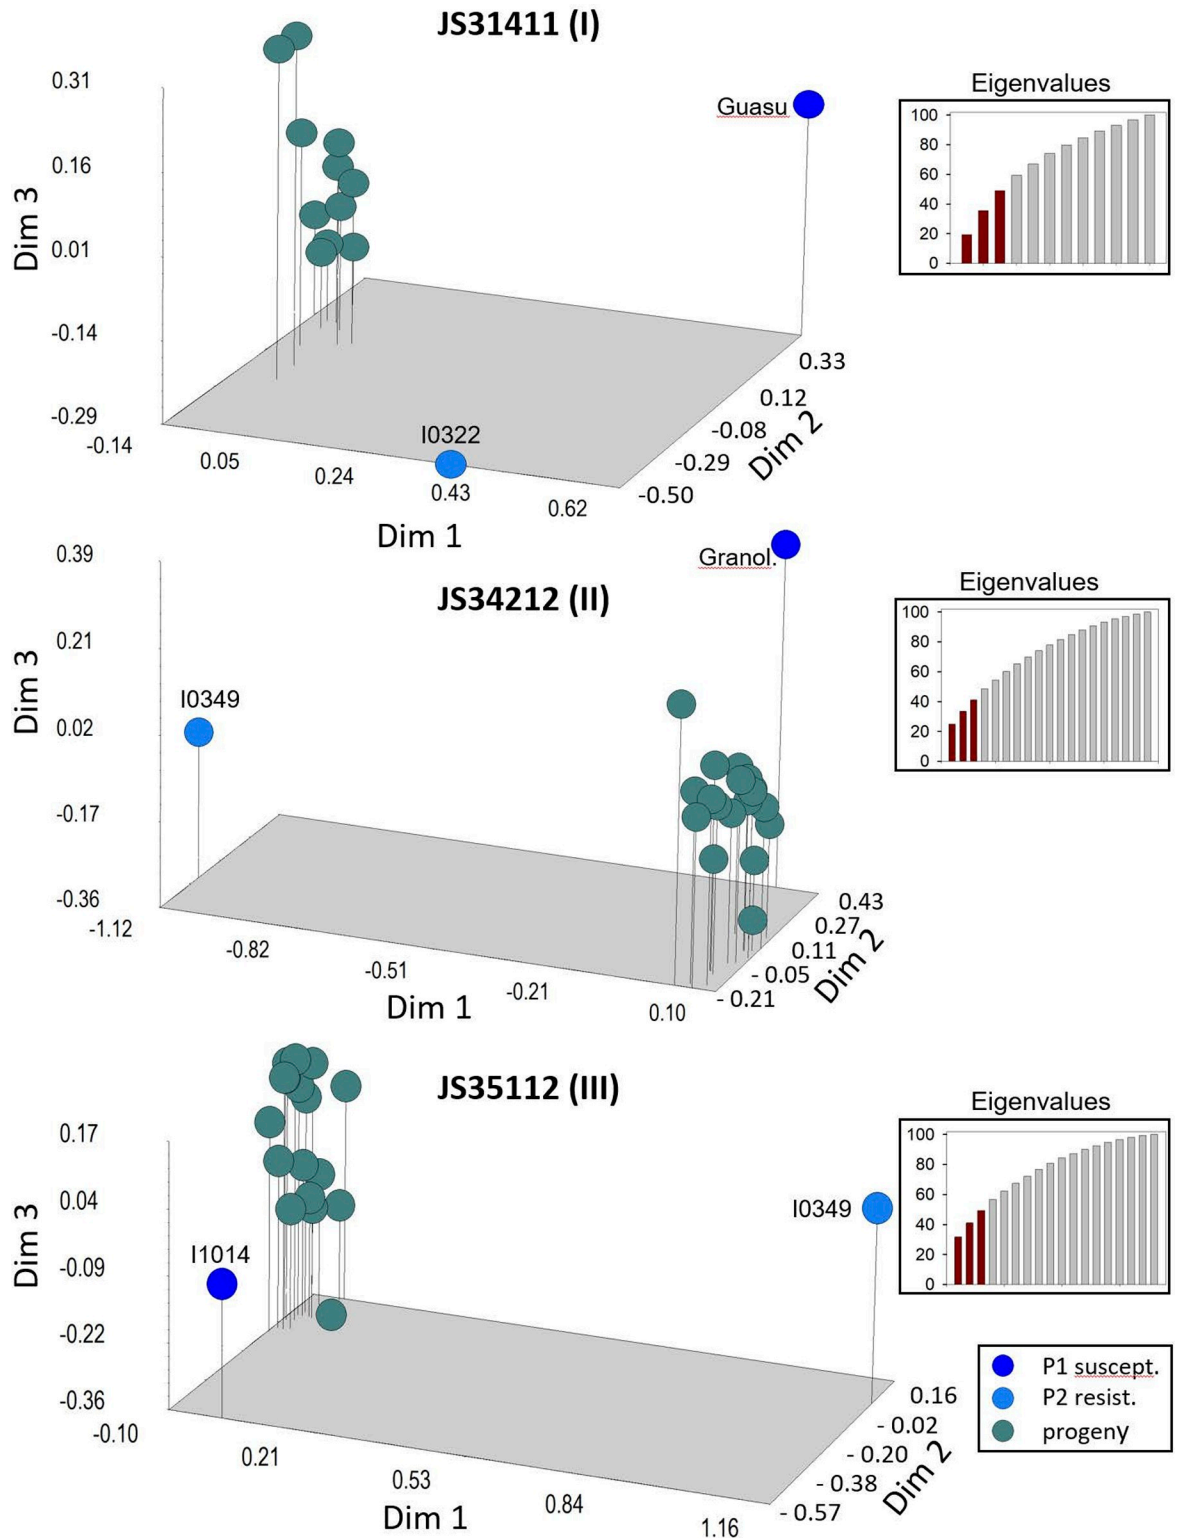 JS31411 (I)
0.31
0.16
0.01
-0.14
-0.29
Dim 3
Guasu
I0322
-0.14
0.05
0.24
0.43
0.62
Dim 1
0.33
0.12
-0.08
-0.29
-0.50
Dim 2
Eigenvalues
100
80
60
40
20
0
JS34212 (II)
0.39
0.21
0.02
-0.17
-0.36
Dim 3
Granol.
I0349
-1.12
-0.82
-0.51
-0.21
0.10
Dim 1
0.43
0.27
0.11
- 0.05
- 0.21
Dim 2
Eigenvalues
100
80
60
40
20
0
JS35112 (III)
0.17
0.04
-0.09
-0.22
-0.36
Dim 3
I1014
I0349
-0.10
0.21
0.53
0.84
1.16
Dim 1
0.16
- 0.02
- 0.20
- 0.38
- 0.57
Dim 2
Eigenvalues
100
80
60
40
20
0
P1 suscept.
P2 resist.
progeny